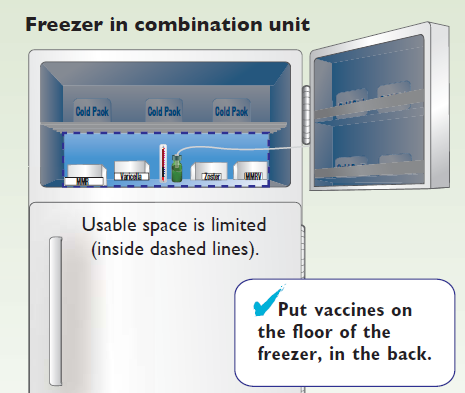 Freezer in combination unit
Cold Pack Cold Pack Cold Pack
MMR Varicella Zoster MMRV
Usable space is limited
(inside dashed lines).
Put vaccines on
the floor of the
freezer, in the back.